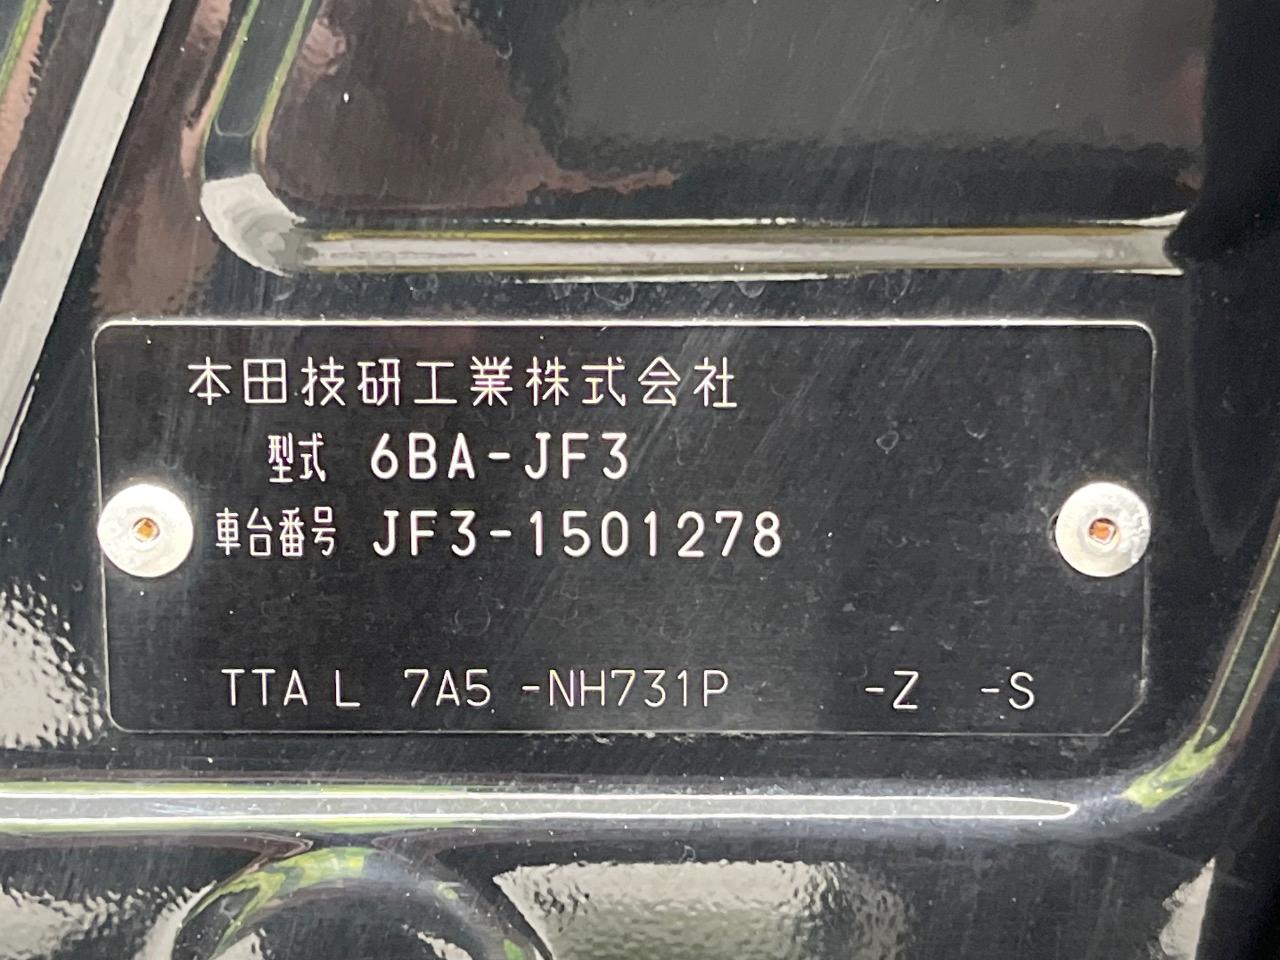 本田技研工業株式会社
型式 6BA-JF3
車台番号 JF3-1501278
TTA L 7A5 -NH731P -Z -S